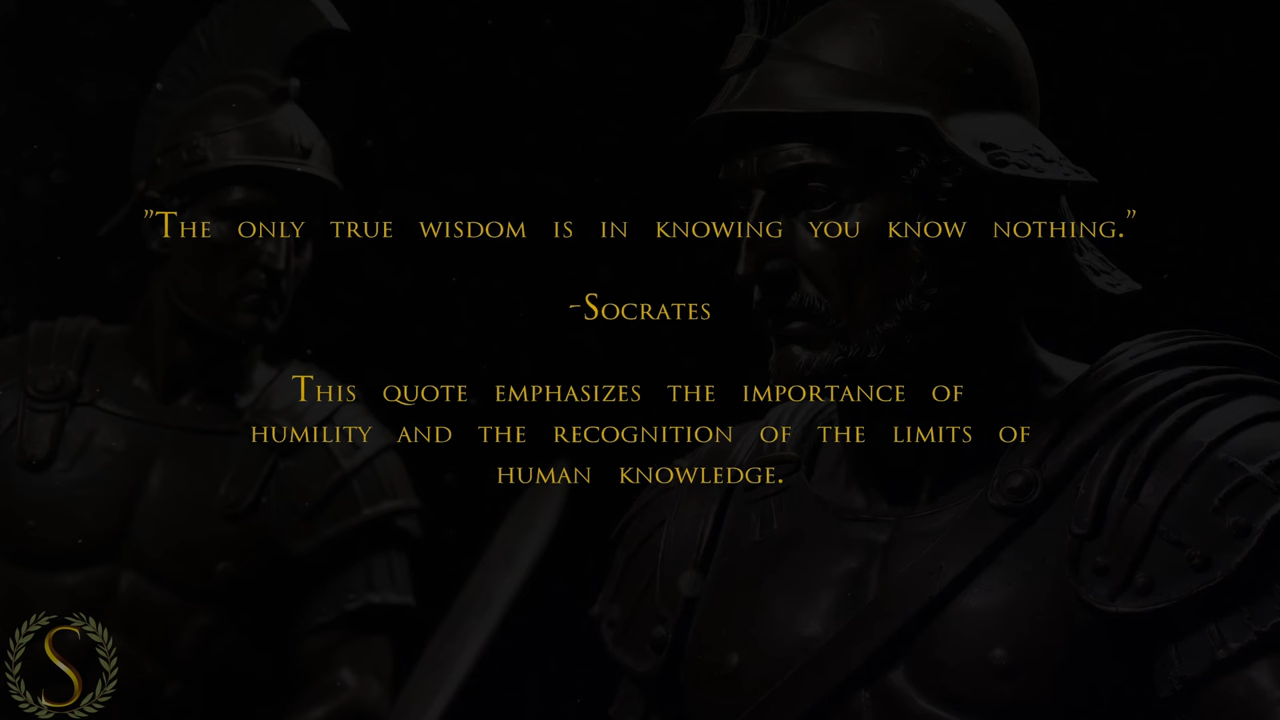 ”The only true wisdom is in knowing you know nothing.”
-Socrates
This quote emphasizes the importance of
humility and the recognition of the limits of
human knowledge.
S